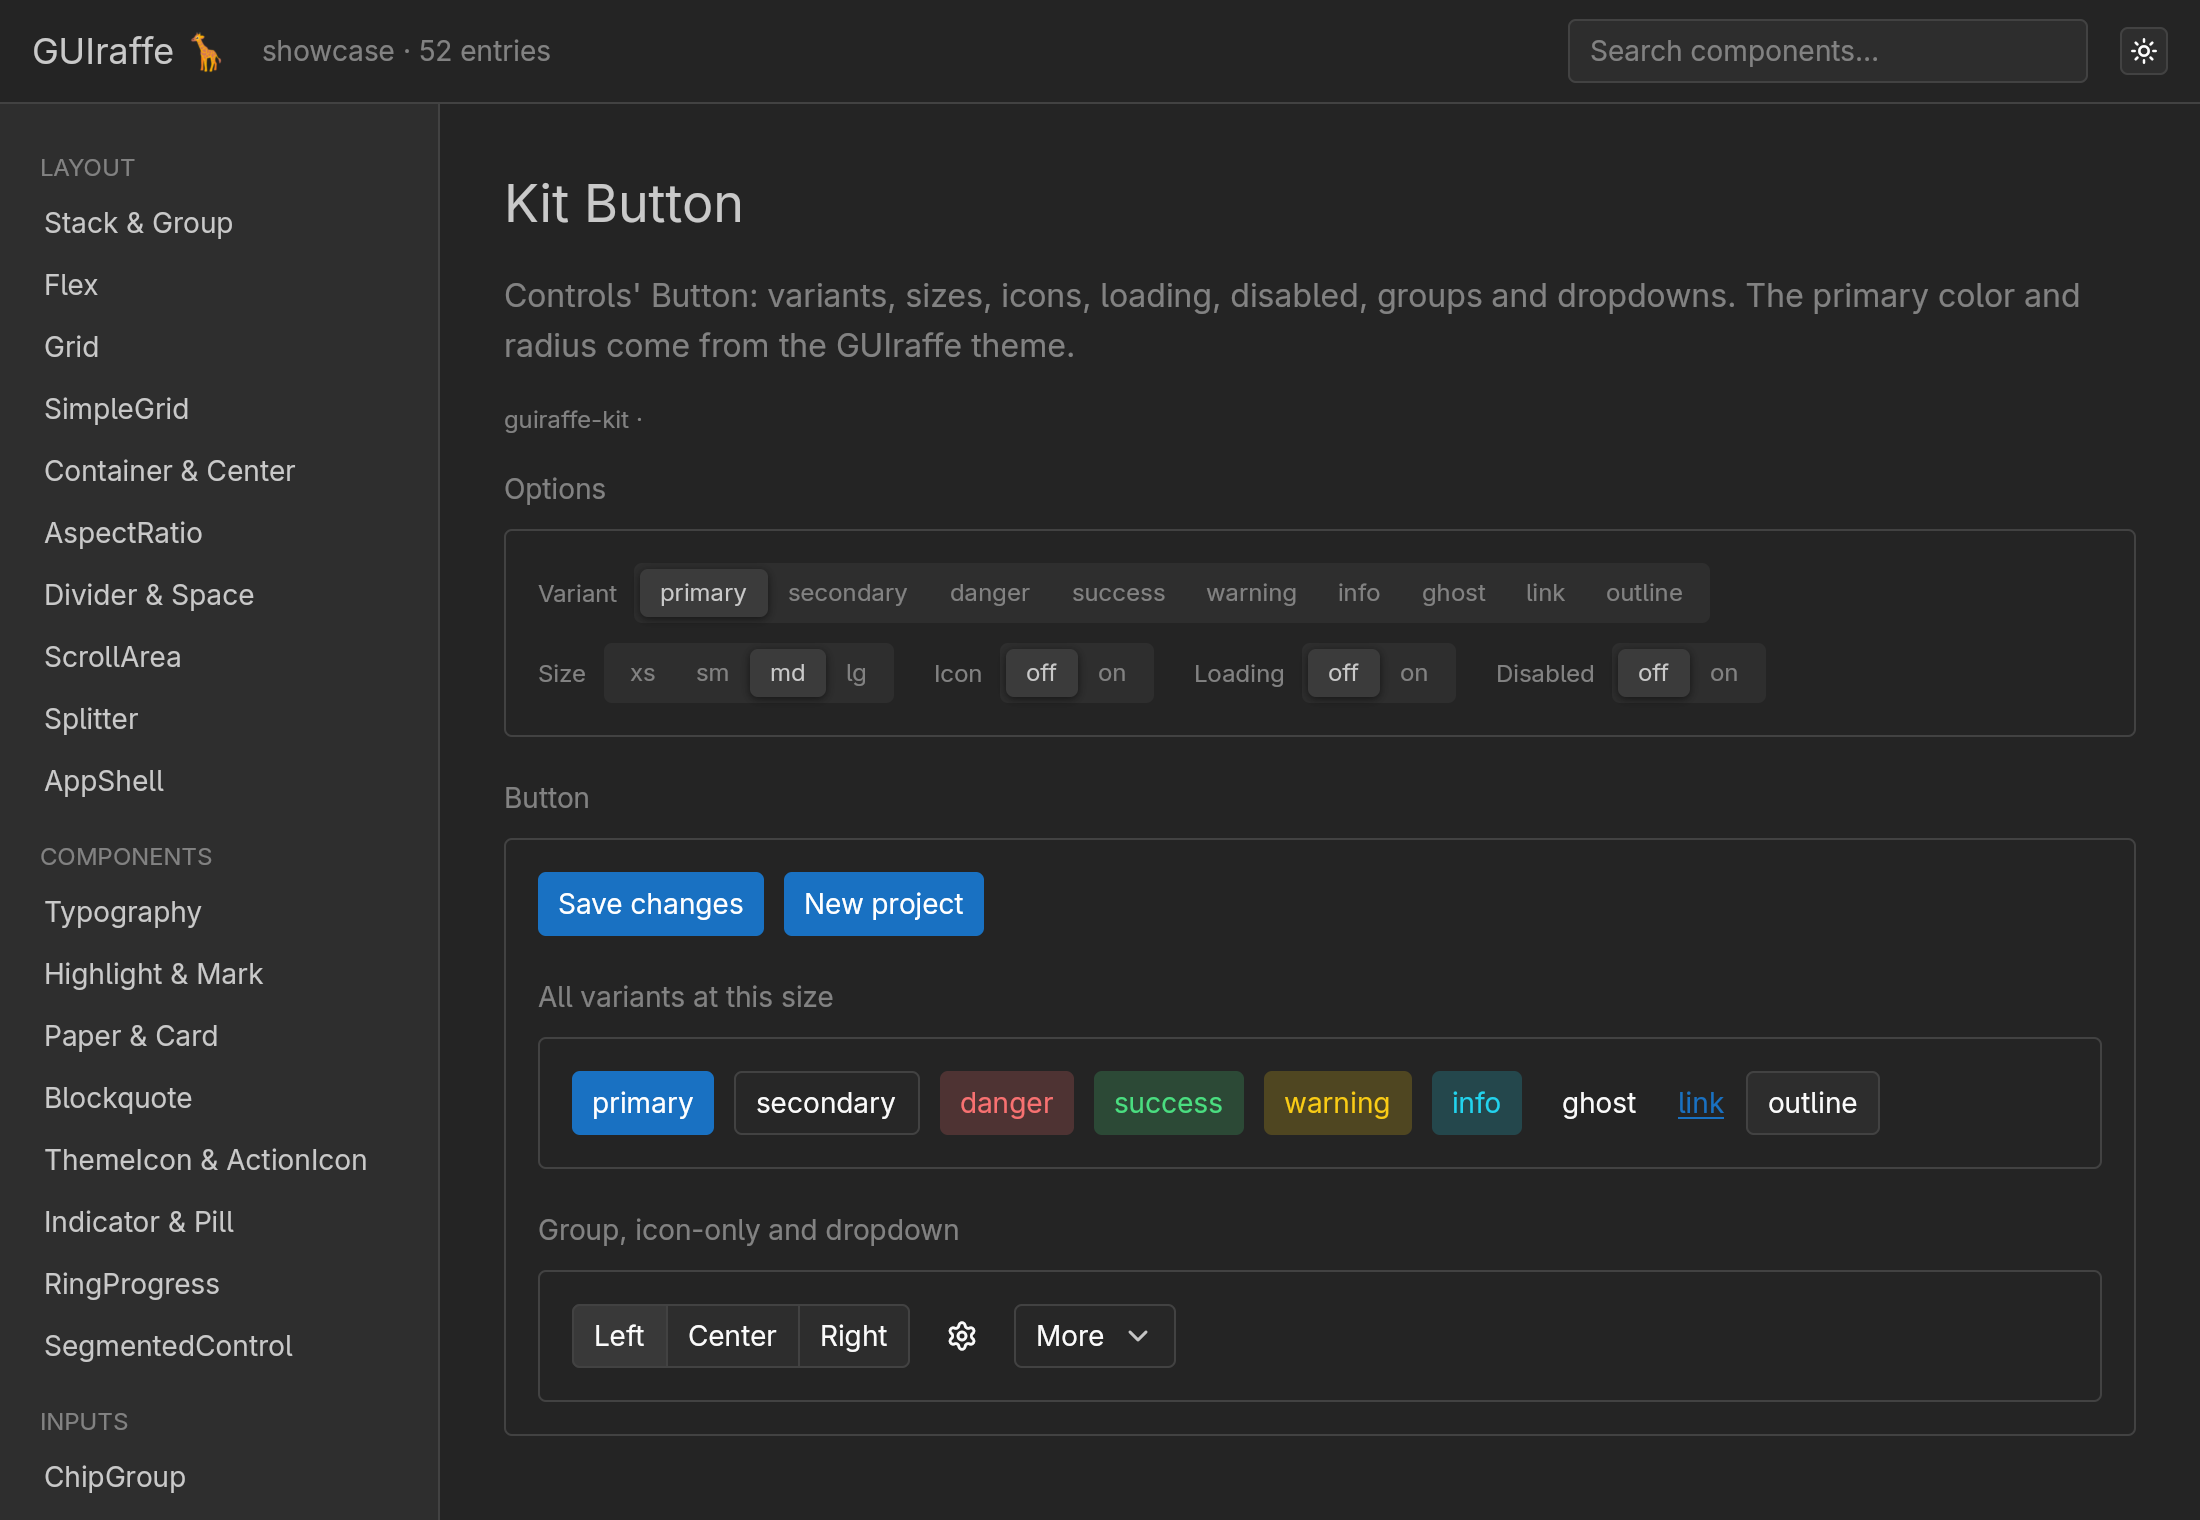 GUIraffe 🦒 showcase · 52 entries
Search components...
LAYOUT
Stack & Group
Flex
Grid
SimpleGrid
Container & Center
AspectRatio
Divider & Space
ScrollArea
Splitter
AppShell
COMPONENTS
Typography
Highlight & Mark
Paper & Card
Blockquote
ThemeIcon & ActionIcon
Indicator & Pill
RingProgress
SegmentedControl
INPUTS
ChipGroup
Kit Button
Controls' Button: variants, sizes, icons, loading, disabled, groups and dropdowns. The primary color and
radius come from the GUIraffe theme.
guiraffe-kit ·
Options
Variant primary secondary danger success warning info ghost link outline
Size xs sm md lg Icon off on Loading off on Disabled off on
Button
Save changes New project
All variants at this size
primary secondary danger success warning info ghost link outline
Group, icon-only and dropdown
Left Center Right More